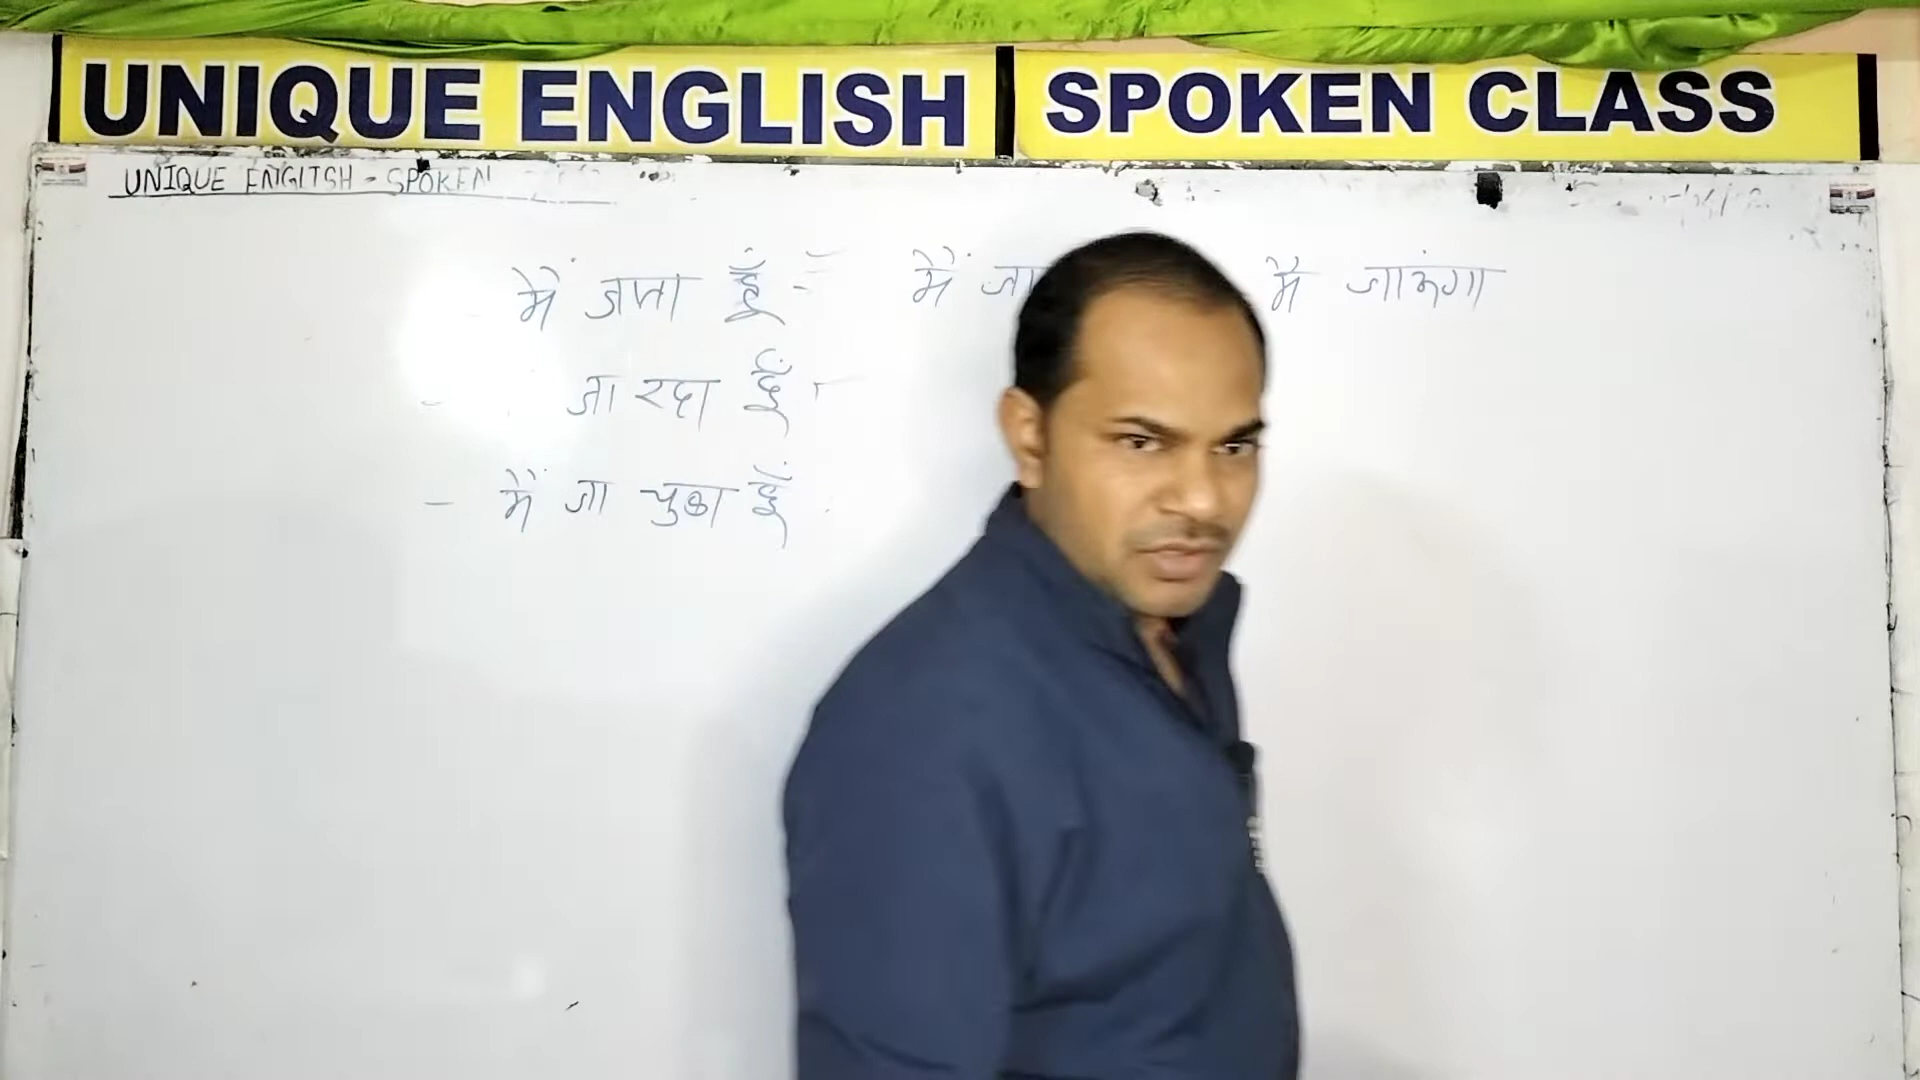 UNIQUE ENGLISH SPOKEN CLASS
UNIQUE ENGLISH - SPOKEN
मैं जाता हूँ = मैं जा मैं जाऊंगा
जा रहा हूँ
- मैं जा चुका हूँ